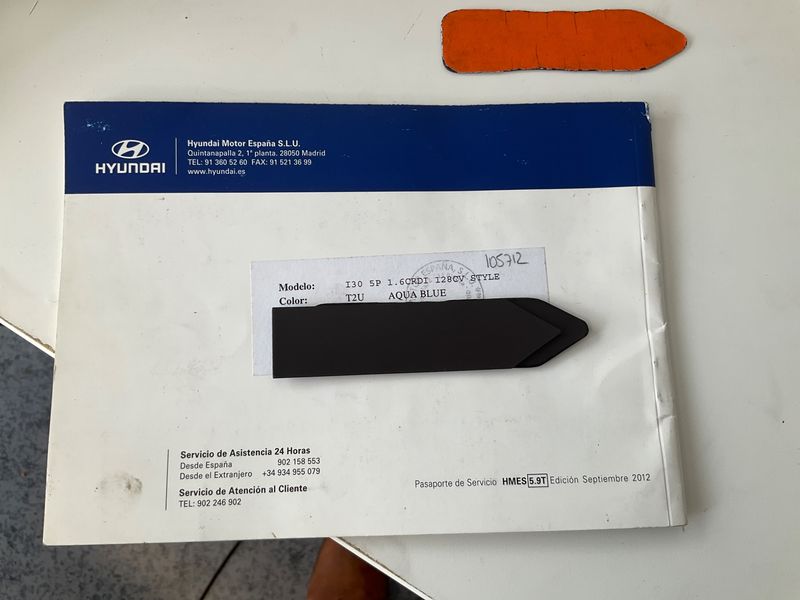 HYUNDAI
Hyundai Motor España S.L.U.
Quintanapalla 2, 1ª planta. 28050 Madrid
TEL: 91 360 52 60 FAX: 91 521 36 99
www.hyundai.es
105712
ESPAÑA, S.L.
Modelo: I30 5P 1.6CRDI 128CV STYLE
Color: T2U AQUA BLUE
Servicio de Asistencia 24 Horas
Desde España 902 158 553
Desde el Extranjero +34 934 955 079
Servicio de Atención al Cliente
TEL: 902 246 902
Pasaporte de Servicio HMES 5.9T Edición Septiembre 2012